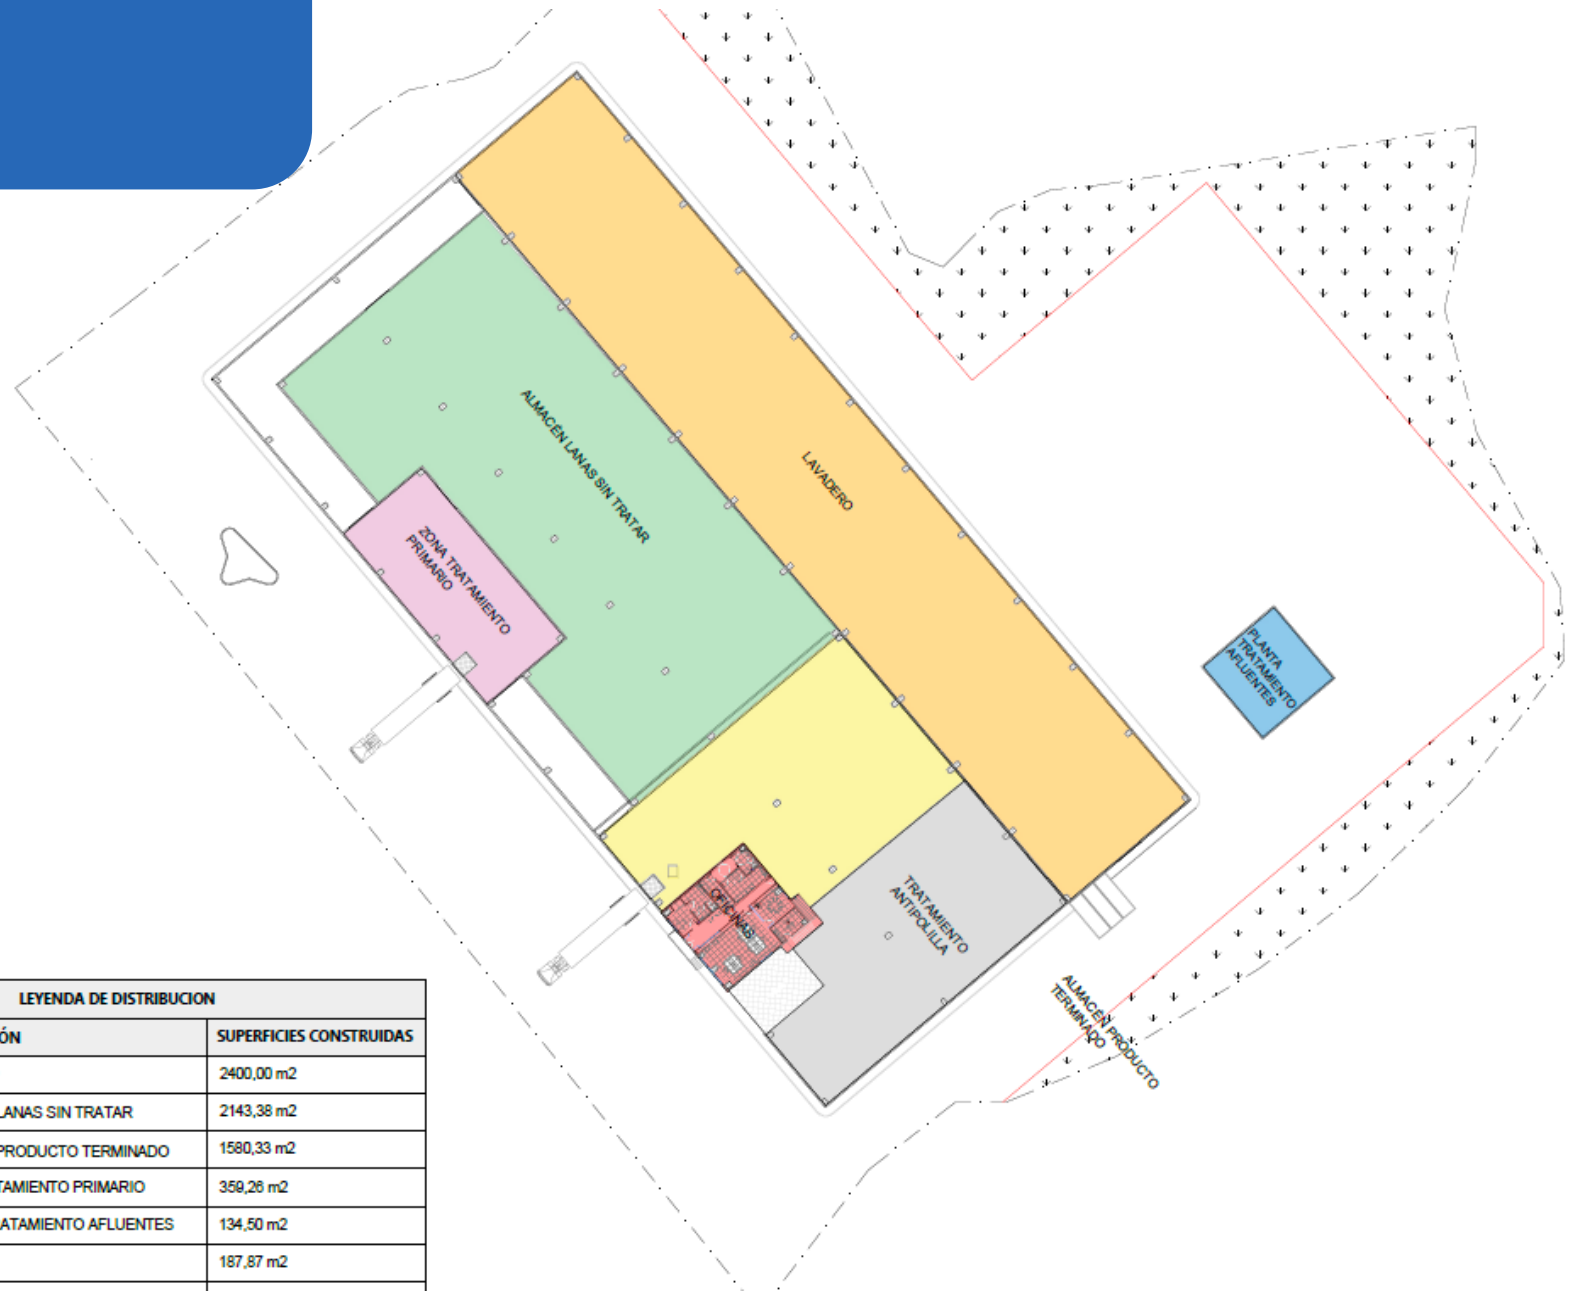 ALMACÉN LANAS SIN TRATAR
LAVADERO
ZONA TRATAMIENTO
PRIMARIO
PLANTA
TRATAMIENTO
AFLUENTES
OFICINAS
TRATAMIENTO
ANTIPOLILLA
ALMACÉN PRODUCTO
TERMINADO
LEYENDA DE DISTRIBUCION
ÓN SUPERFICIES CONSTRUIDAS
2400,00 m2
LANAS SIN TRATAR 2143,38 m2
PRODUCTO TERMINADO 1580,33 m2
TAMIENTO PRIMARIO 359,26 m2
ATAMIENTO AFLUENTES 134,50 m2
187,87 m2